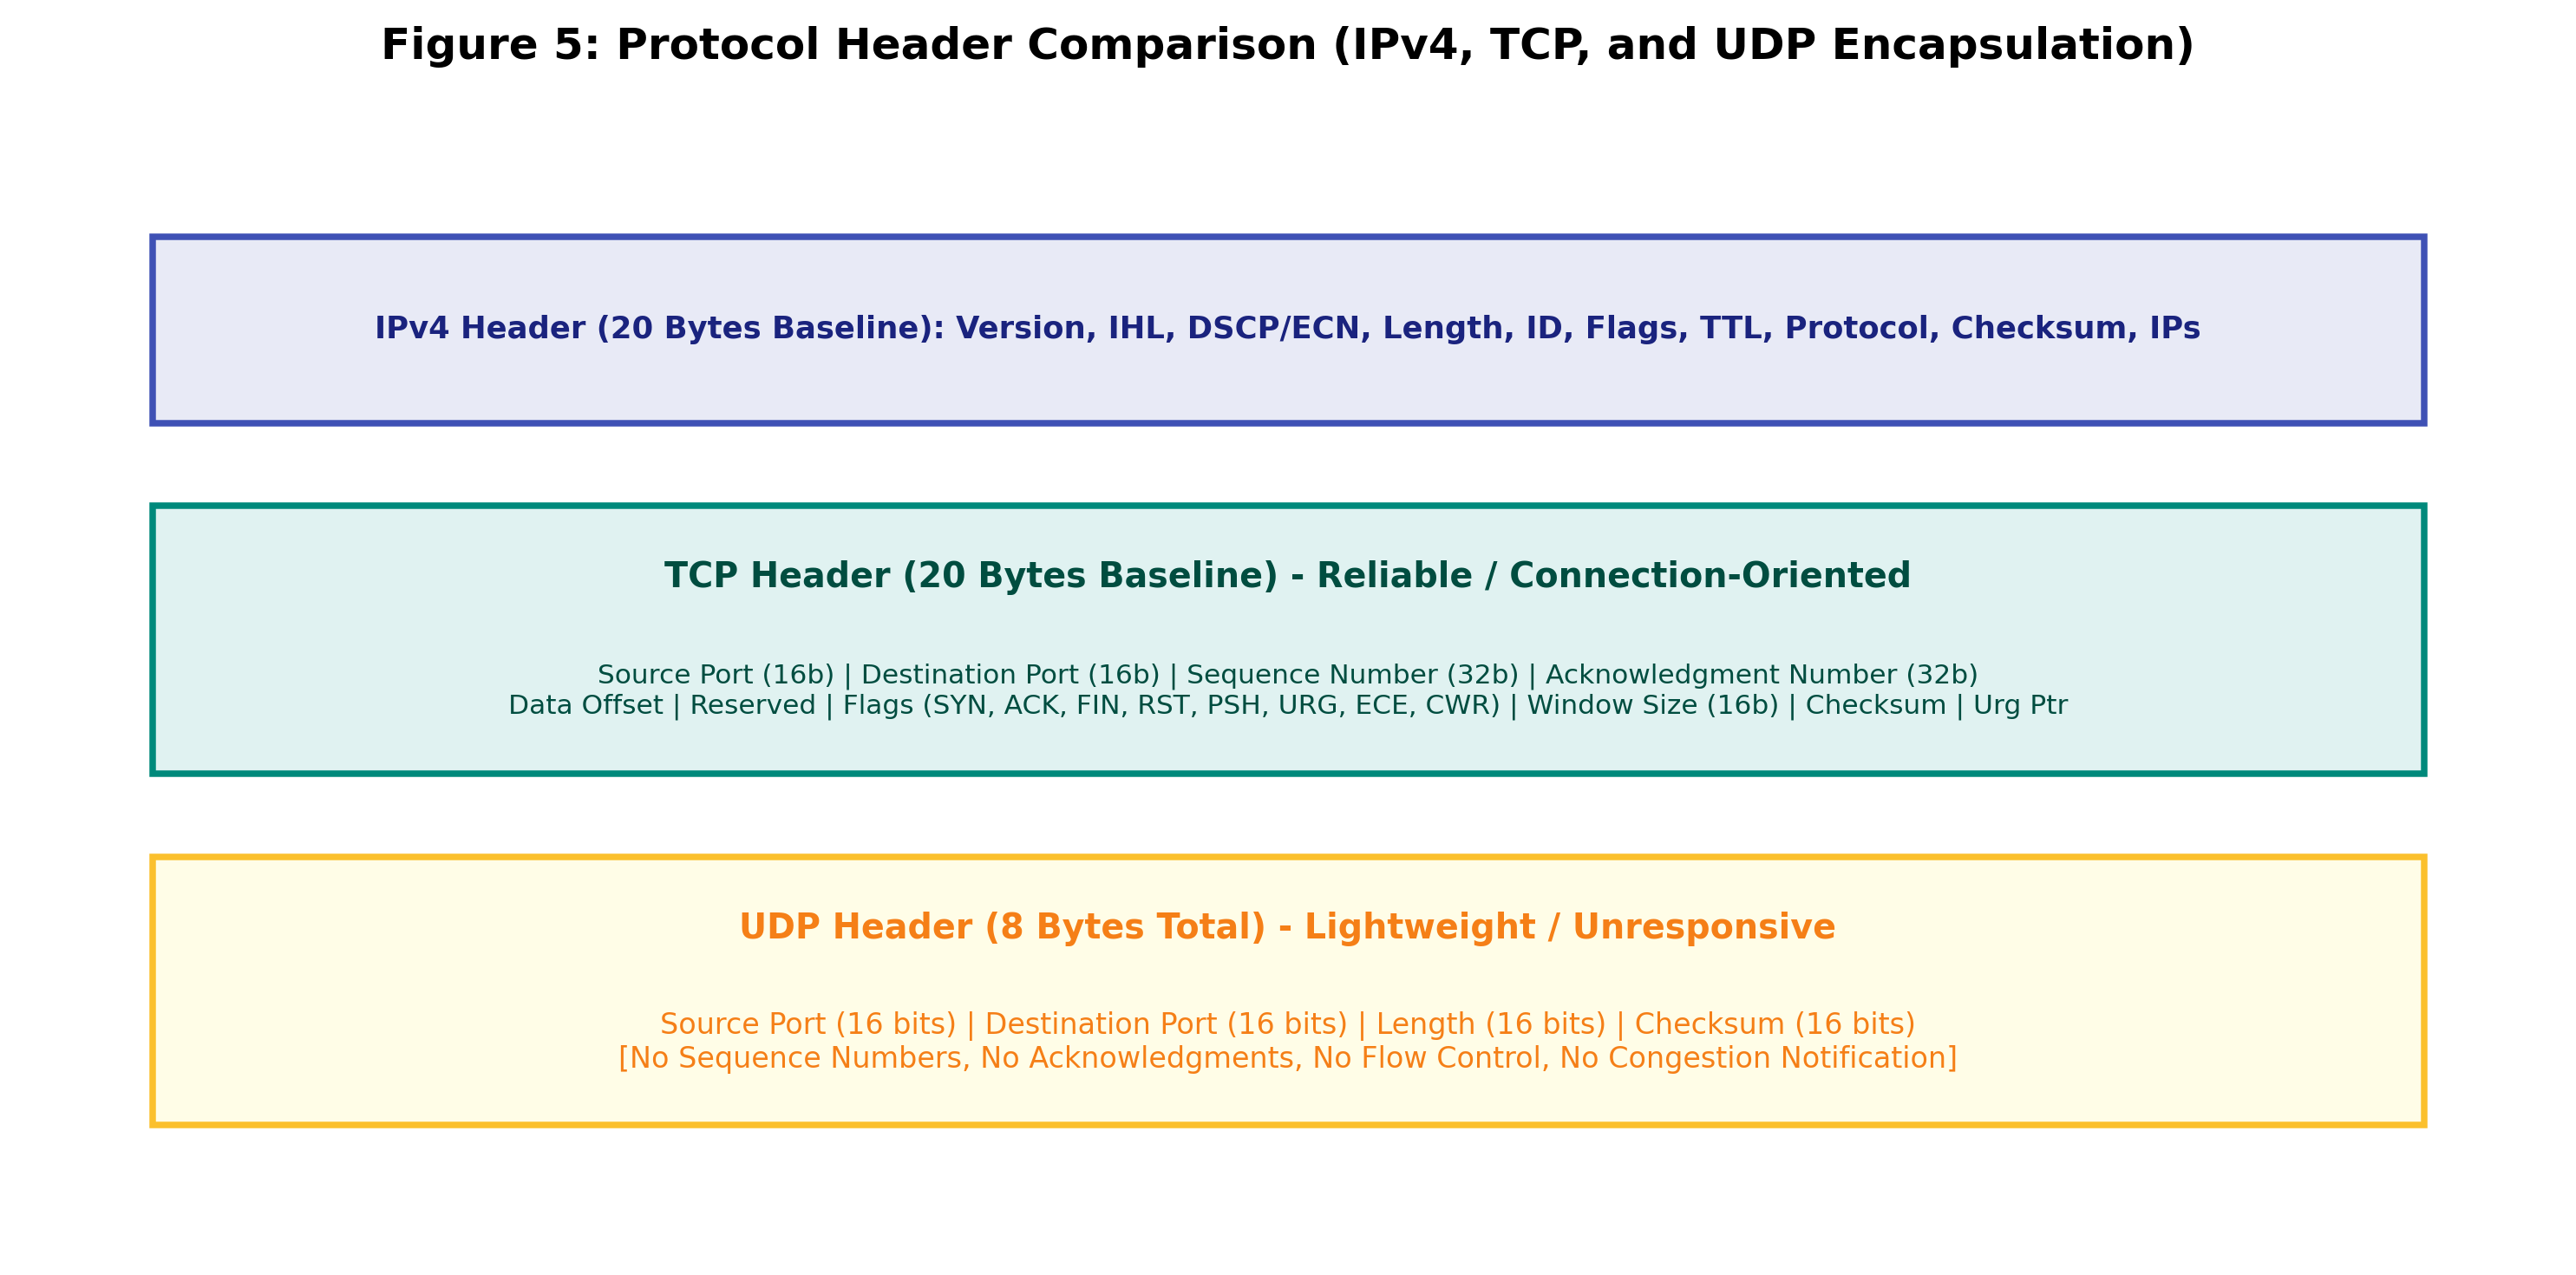 Figure 5: Protocol Header Comparison (IPv4, TCP, and UDP Encapsulation)
IPv4 Header (20 Bytes Baseline): Version, IHL, DSCP/ECN, Length, ID, Flags, TTL, Protocol, Checksum, IPs
TCP Header (20 Bytes Baseline) - Reliable / Connection-Oriented
Source Port (16b) | Destination Port (16b) | Sequence Number (32b) | Acknowledgment Number (32b)
Data Offset | Reserved | Flags (SYN, ACK, FIN, RST, PSH, URG, ECE, CWR) | Window Size (16b) | Checksum | Urg Ptr
UDP Header (8 Bytes Total) - Lightweight / Unresponsive
Source Port (16 bits) | Destination Port (16 bits) | Length (16 bits) | Checksum (16 bits)
[No Sequence Numbers, No Acknowledgments, No Flow Control, No Congestion Notification]